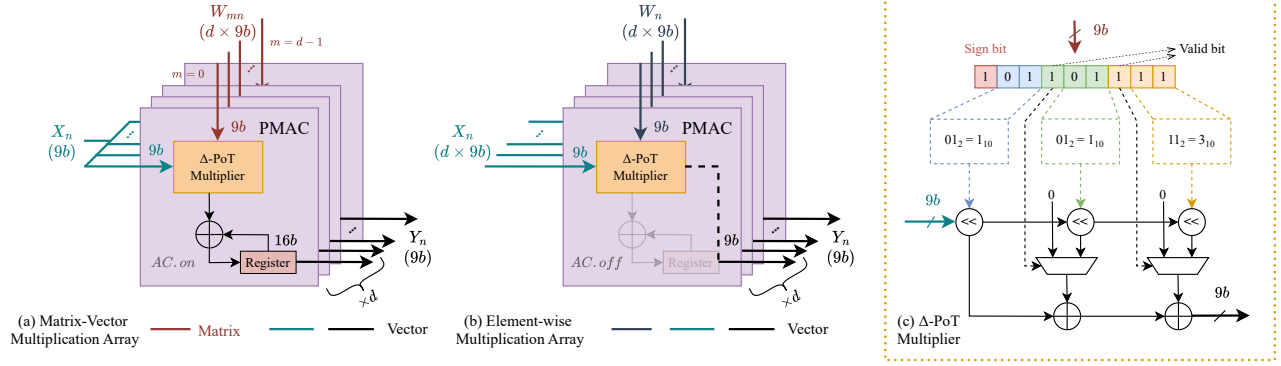 W_{mn}
(d × 9b)
m = d − 1
m = 0
X_n
(9b)
9b
9b
PMAC
Δ-PoT
Multiplier
16b
AC.on
Register
Y_n
(9b)
×d
(a) Matrix-Vector
Multiplication Array
Matrix
Vector
W_n
(d × 9b)
X_n
(d × 9b)
9b
9b
PMAC
Δ-PoT
Multiplier
9b
AC.off
Register
Y_n
(9b)
×d
(b) Element-wise
Multiplication Array
Vector
9b
Sign bit
Valid bit
1 0 1 1 0 1 1 1 1
01₂ = 1₁₀
01₂ = 1₁₀
11₂ = 3₁₀
9b
0
0
<<
<<
<<
9b
(c) Δ-PoT
Multiplier